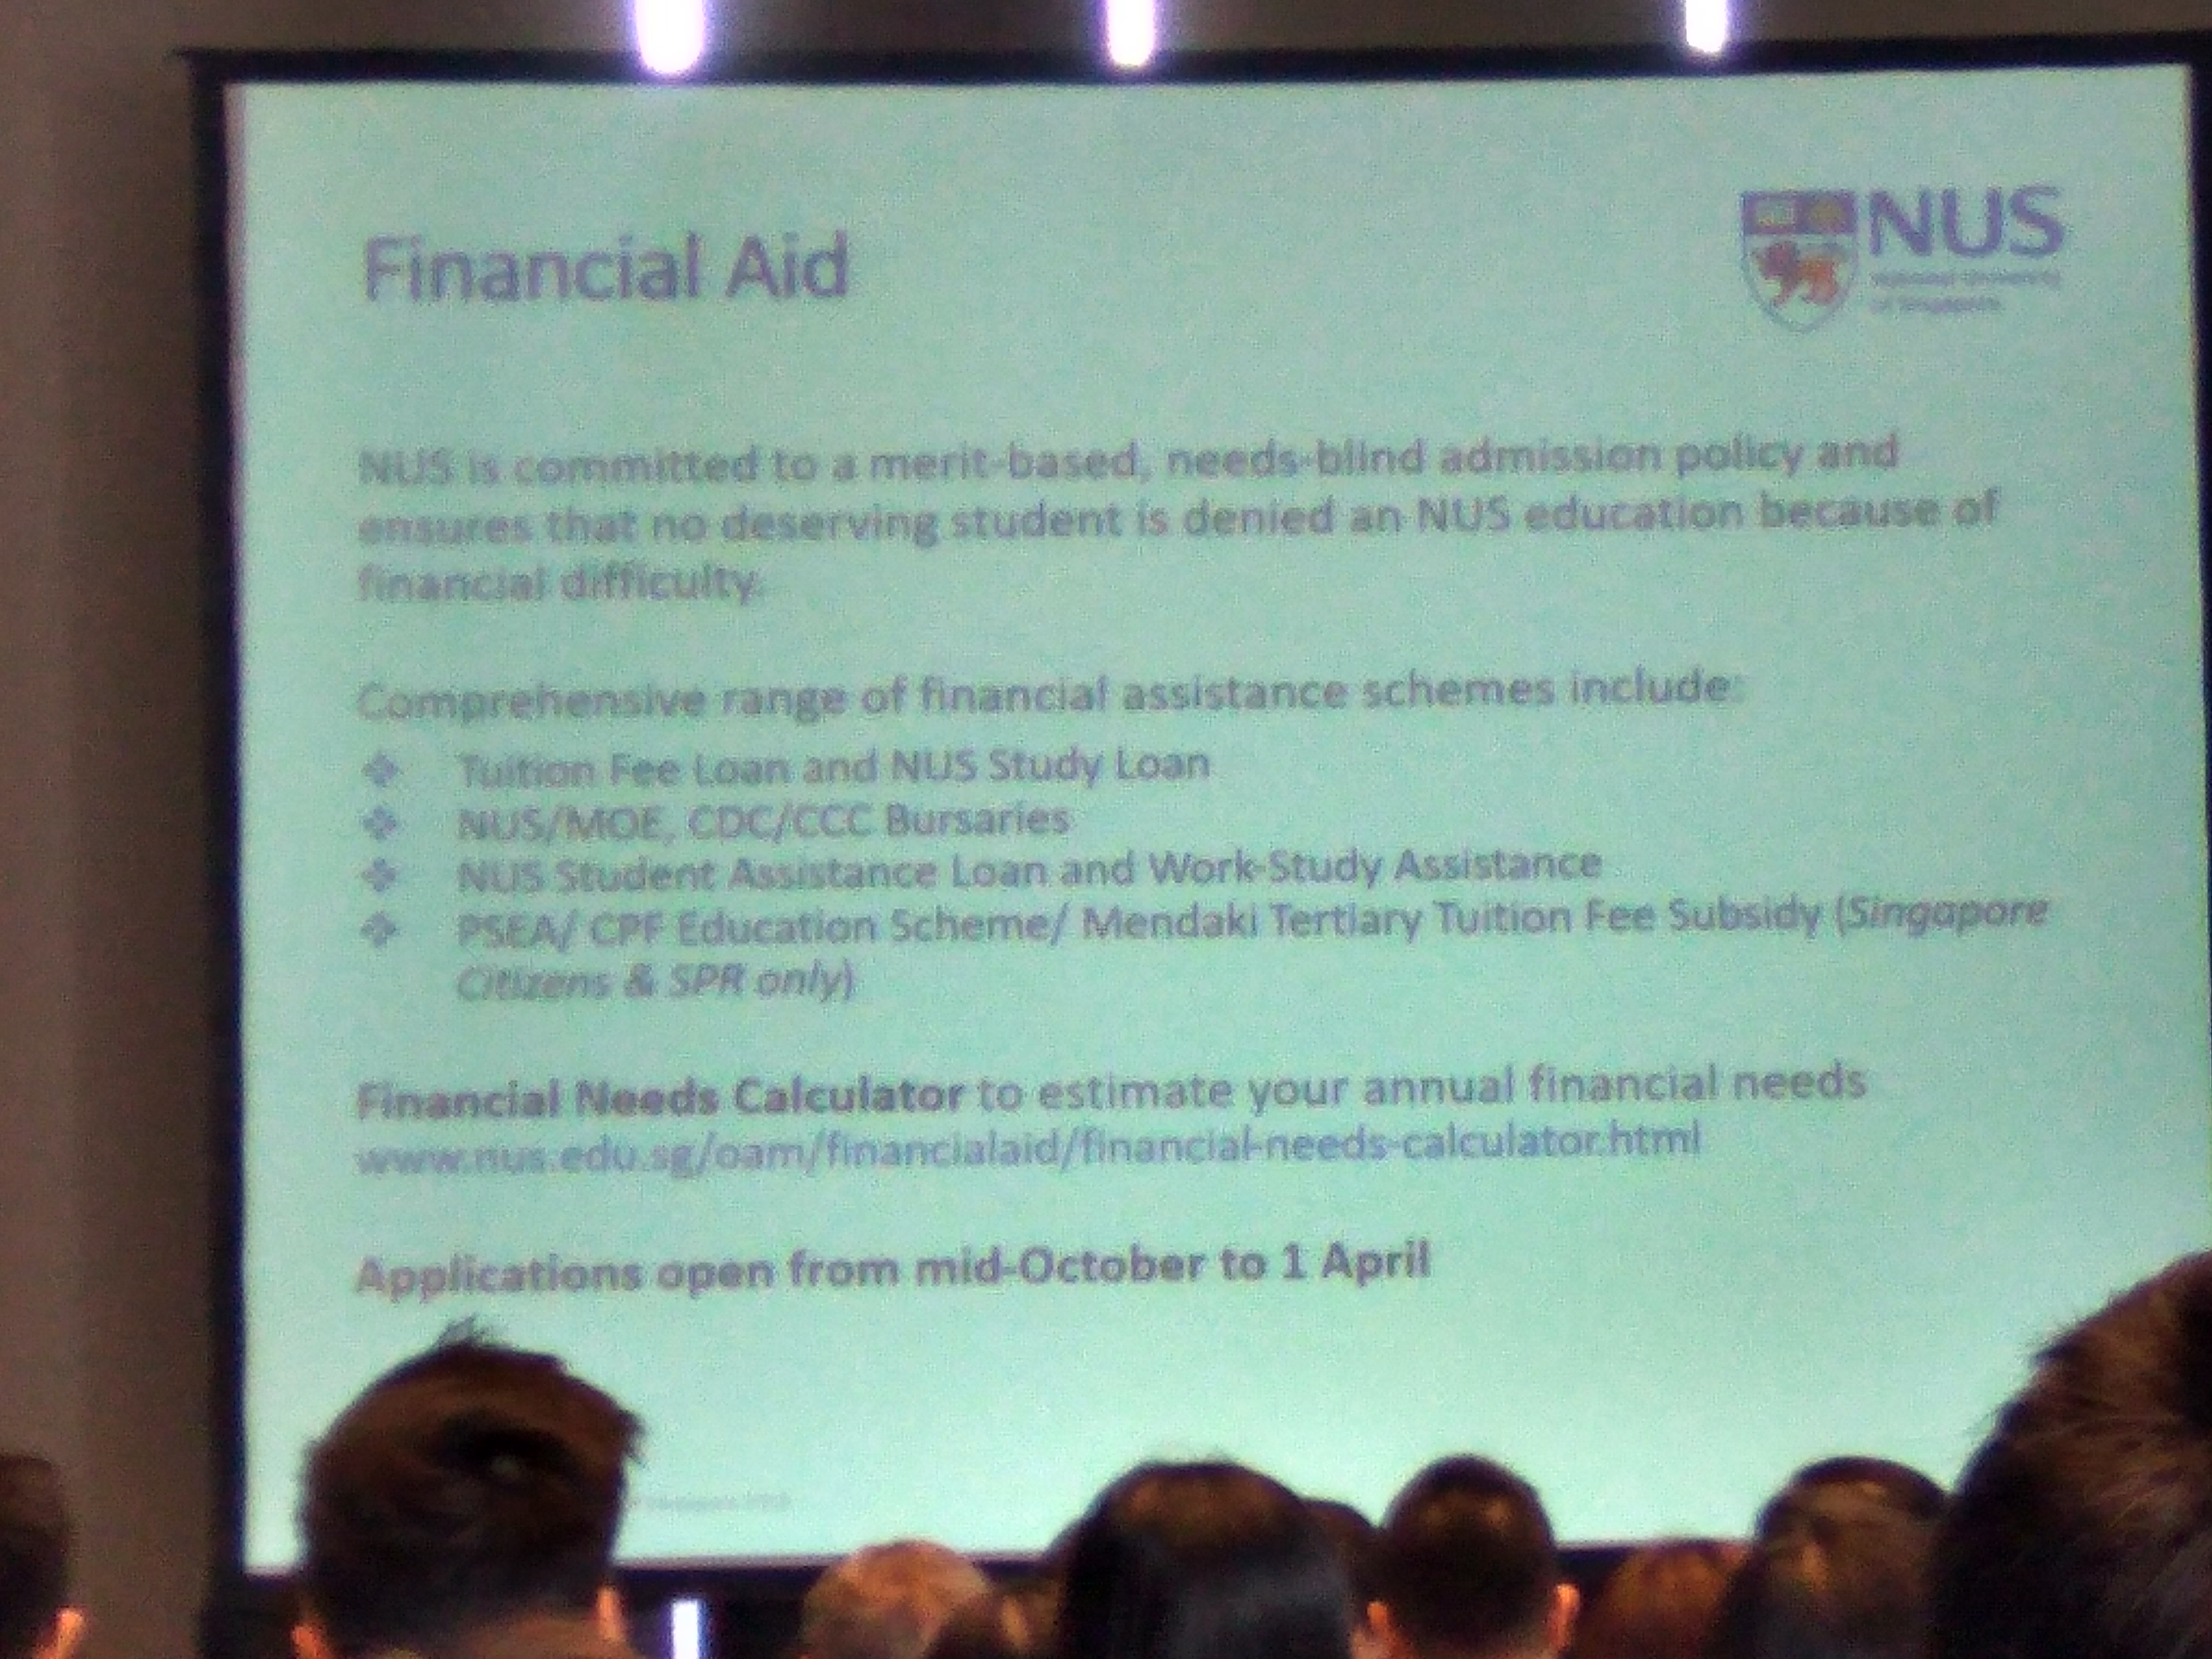 Financial Aid
NUS
National University
of Singapore
NUS is committed to a merit-based, needs-blind admission policy and
ensures that no deserving student is denied an NUS education because of
financial difficulty.
Comprehensive range of financial assistance schemes include:
❖ Tuition Fee Loan and NUS Study Loan
❖ NUS/MOE, CDC/CCC Bursaries
❖ NUS Student Assistance Loan and Work-Study Assistance
❖ PSEA/ CPF Education Scheme/ Mendaki Tertiary Tuition Fee Subsidy (Singapore
Citizens & SPR only)
Financial Needs Calculator to estimate your annual financial needs
www.nus.edu.sg/oam/financialaid/financial-needs-calculator.html
Applications open from mid-October to 1 April